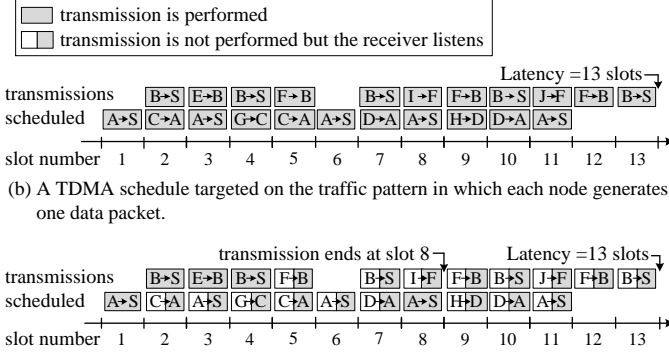 transmission is performed
transmission is not performed but the receiver listens
Latency =13 slots
transmissions B→S E→B B→S F→B B→S I→F F→B B→S J→F F→B B→S
scheduled A→S C→A A→S G→C C→A A→S D→A A→S H→D D→A A→S
slot number 1 2 3 4 5 6 7 8 9 10 11 12 13
(b) A TDMA schedule targeted on the traffic pattern in which each node generates
one data packet.
transmission ends at slot 8 Latency =13 slots
transmissions B→S E→B B→S F→B B→S I→F F→B B→S J→F F→B B→S
scheduled A→S C→A A→S G→C C→A A→S D→A A→S H→D D→A A→S
slot number 1 2 3 4 5 6 7 8 9 10 11 12 13